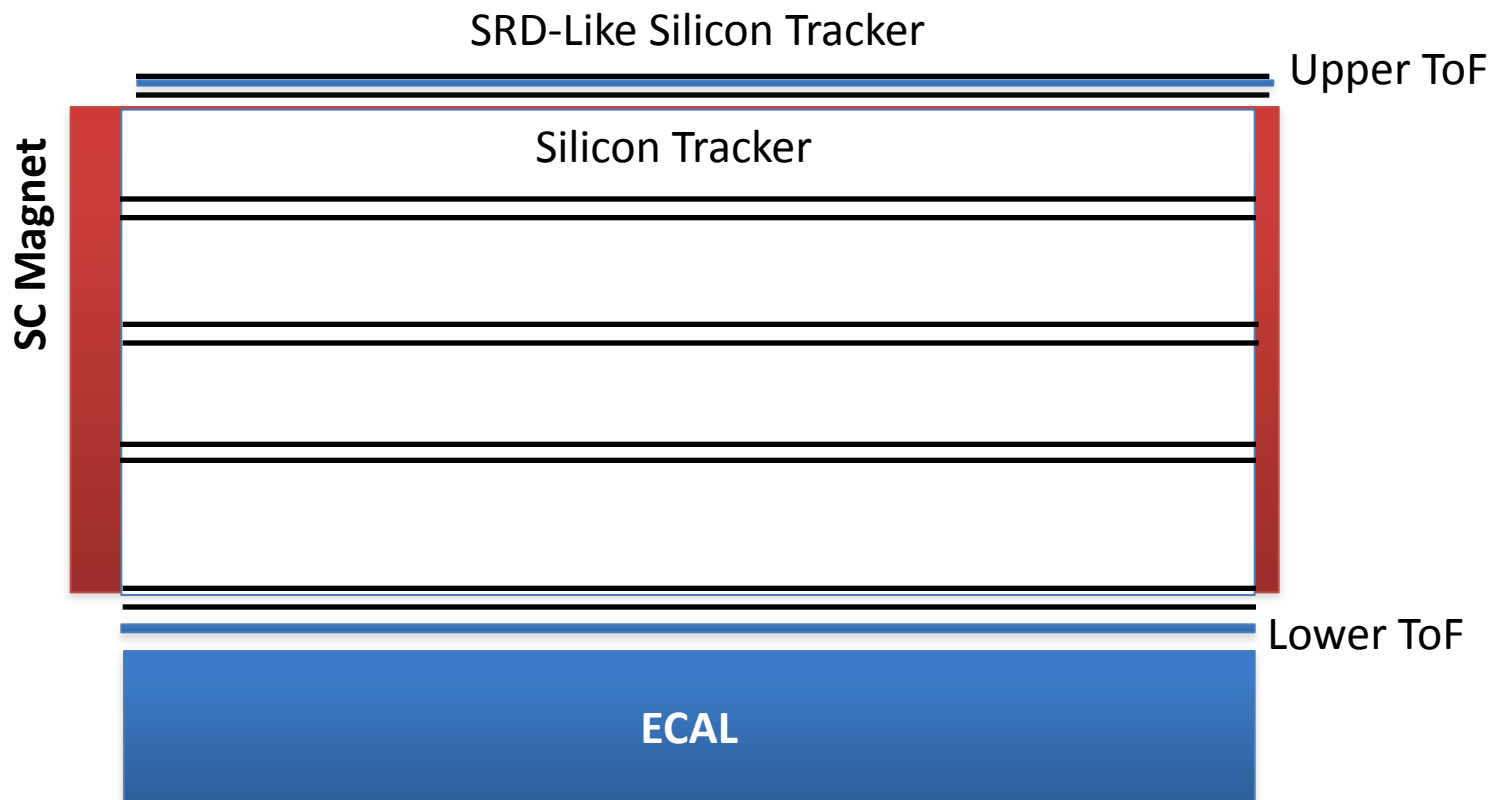 SRD-Like Silicon Tracker
Upper ToF
Silicon Tracker
SC Magnet
Lower ToF
ECAL